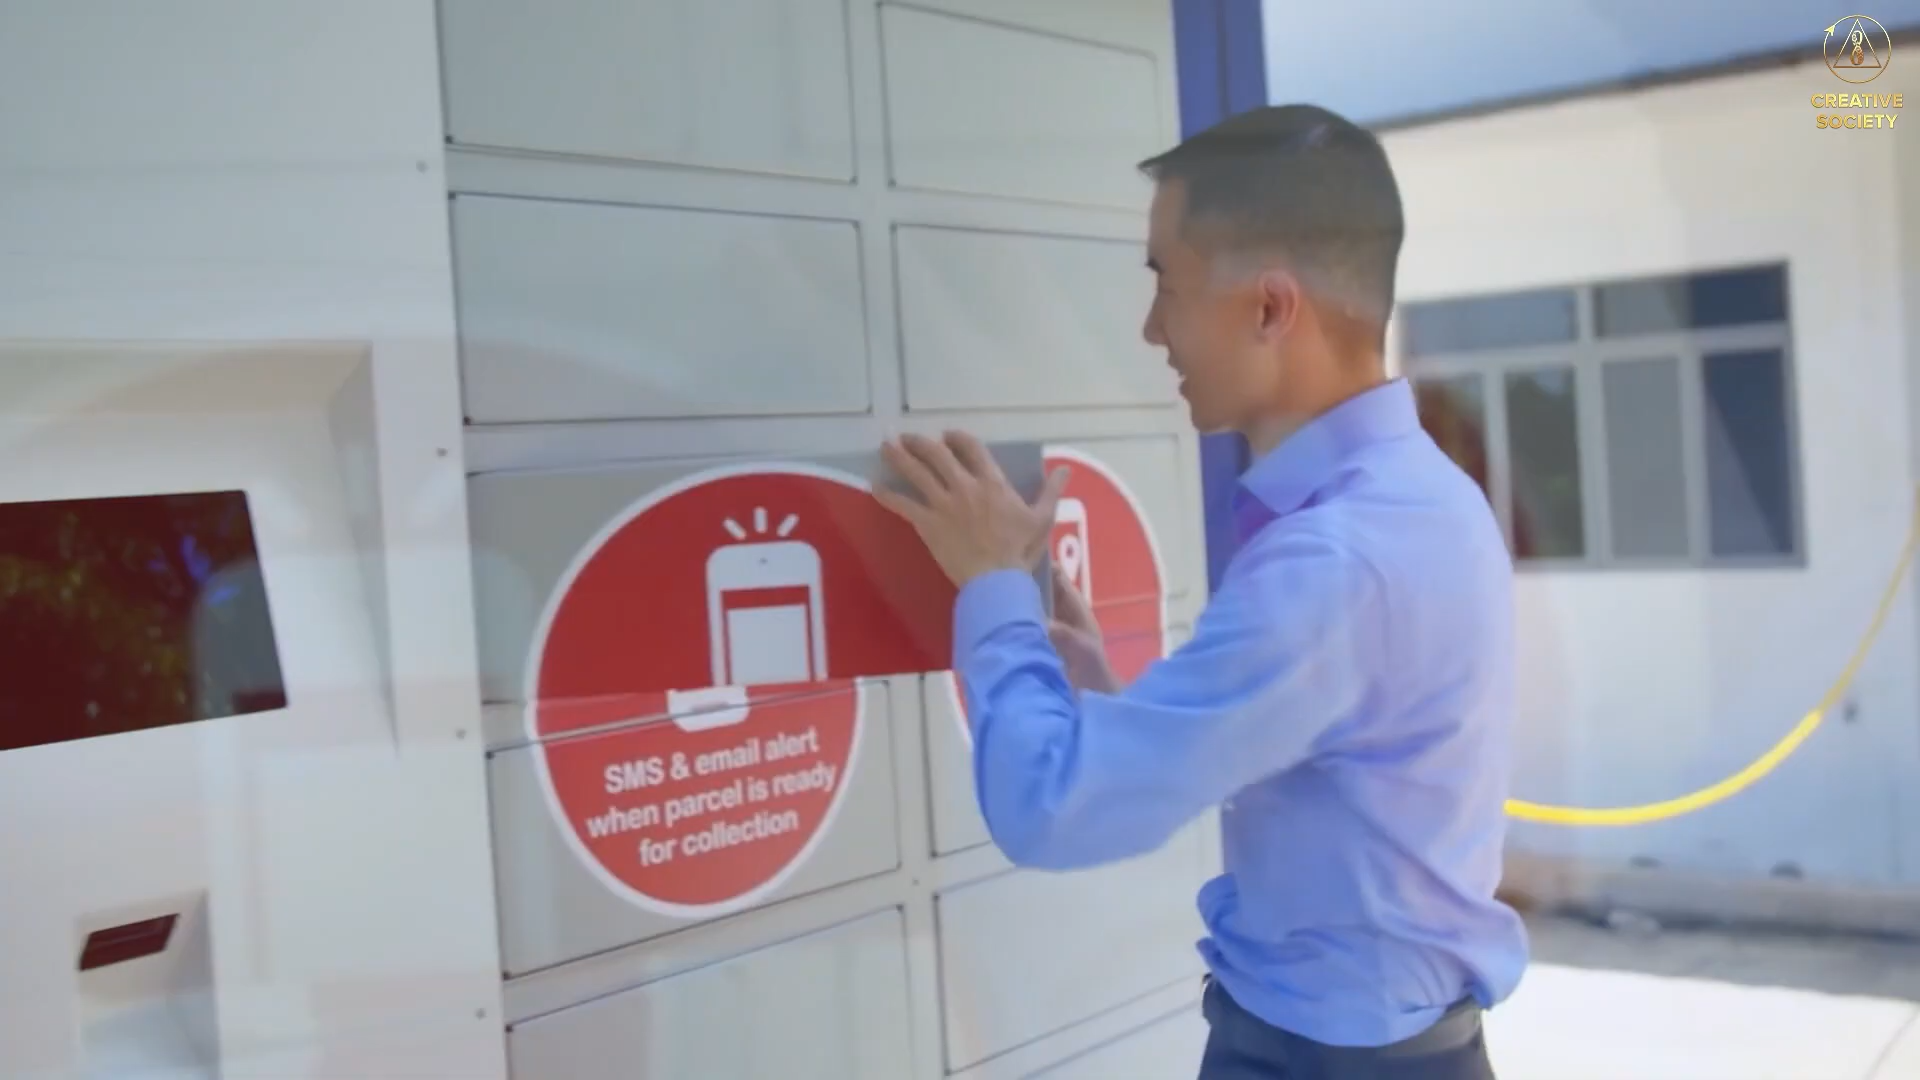 CREATIVE
SOCIETY
SMS & email alert
when parcel is ready
for collection